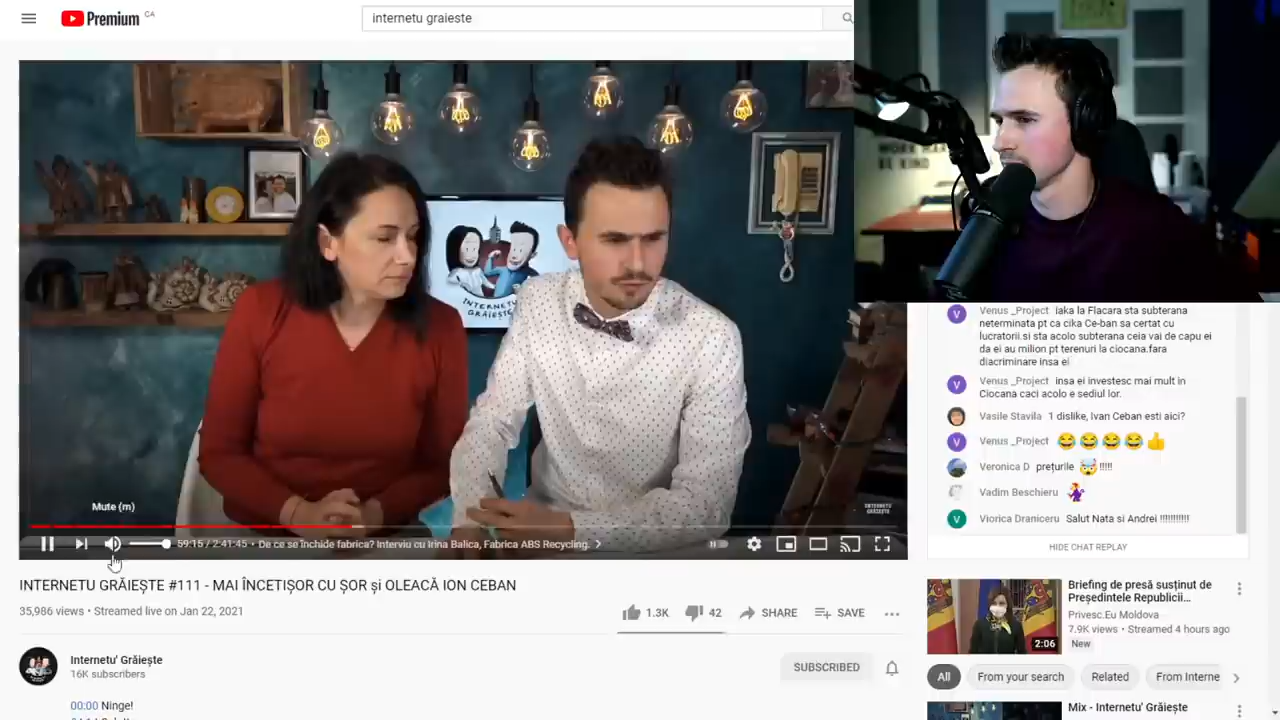 Premium CA
internetu graieste
WORK HARD
BE KIND
INTERNETU
GRĂIEȘTE
INTERNETU
GRĂIEȘTE
Mute (m)
59:15 / 2:41:45 • De ce se închide fabrica? Interviu cu Irina Balica, Fabrica ABS Recycling.
INTERNETU GRĂIEȘTE #111 - MAI ÎNCETIȘOR CU ȘOR și OLEACĂ ION CEBAN
35,986 views • Streamed live on Jan 22, 2021
1.3K
42
SHARE
SAVE
Internetu' Grăiește
16K subscribers
SUBSCRIBED
00:00 Ninge!
V Venus _Project iaka la Flacara sta subterana
neterminata pt ca cika Ce-ban sa certat cu
lucratorii.si sta acolo subterana ceia vai de capu ei
da ei au milion pt terenuri la ciocana.fara
diacriminare insa ei
V Venus _Project insa ei investesc mai mult in
Ciocana caci acolo e sediul lor.
Vasile Stavila 1 dislike, Ivan Ceban esti aici?
V Venus _Project 😂😂😂😂👍
Veronica D prețurile 🤯!!!!!
Vadim Beschieru
V Viorica Draniceru Salut Nata si Andrei !!!!!!!!!!!
HIDE CHAT REPLAY
Briefing de presă susținut de
Președintele Republicii...
Privesc.Eu Moldova
7.9K views • Streamed 4 hours ago
New
2:06
All
From your search
Related
From Interne
Mix - Internetu' Grăiește